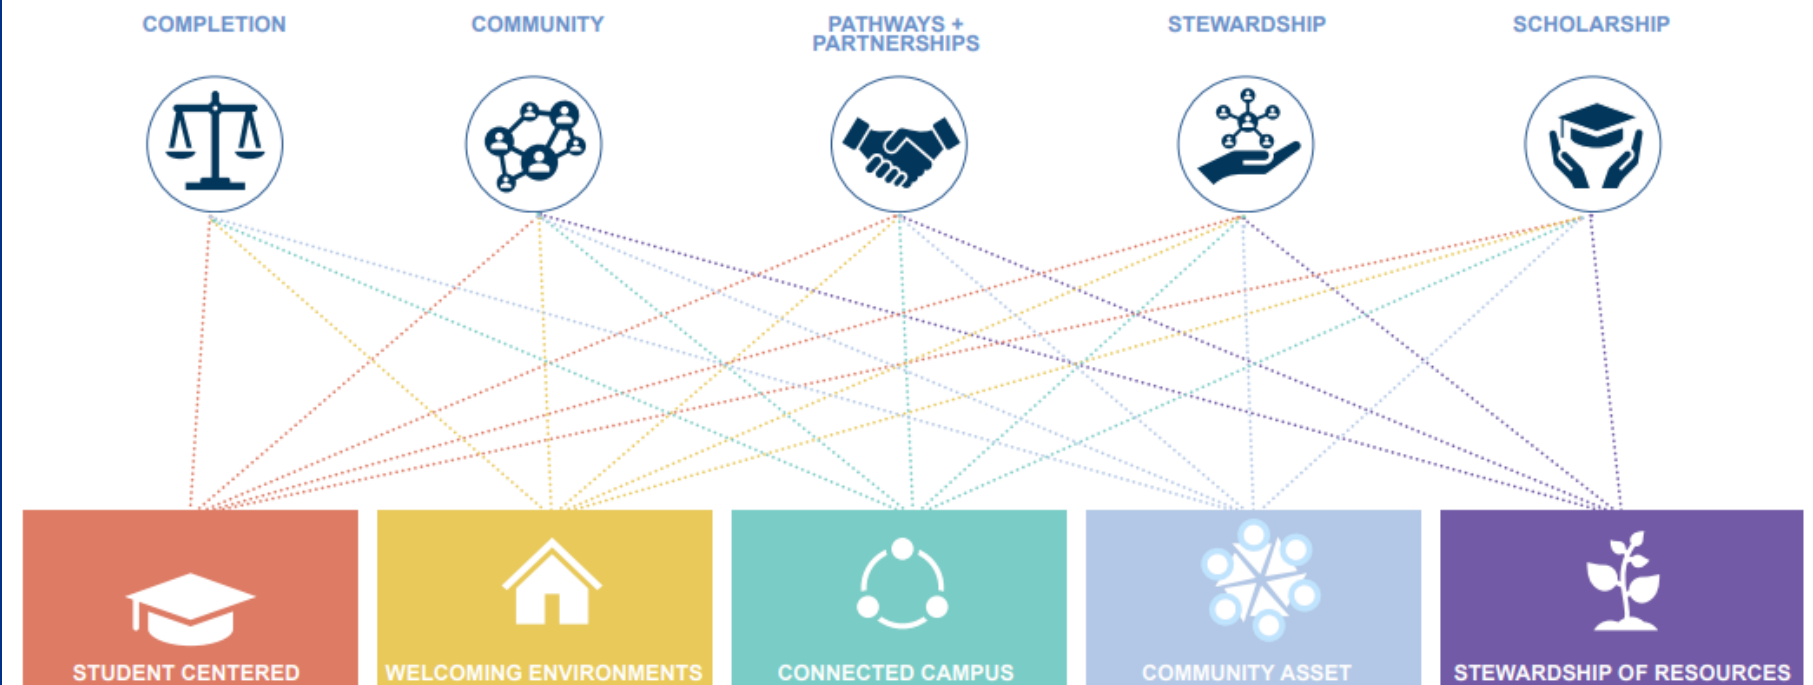 COMPLETION
COMMUNITY
PATHWAYS +
PARTNERSHIPS
STEWARDSHIP
SCHOLARSHIP
STUDENT CENTERED
WELCOMING ENVIRONMENTS
CONNECTED CAMPUS
COMMUNITY ASSET
STEWARDSHIP OF RESOURCES